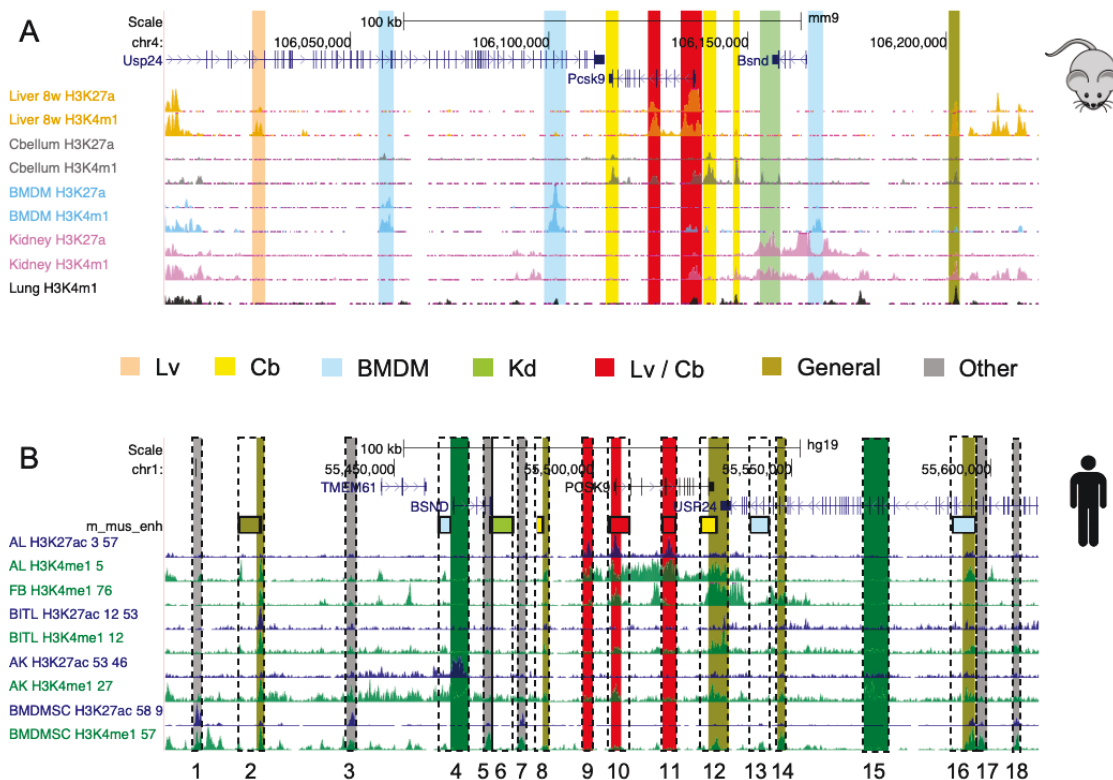 A
Scale 100 kb mm9
chr4: 106,050,000 106,100,000 106,150,000 106,200,000
Usp24 Bsnd
Pcsk9
Liver 8w H3K27a
Liver 8w H3K4m1
Cbellum H3K27a
Cbellum H3K4m1
BMDM H3K27a
BMDM H3K4m1
Kidney H3K27a
Kidney H3K4m1
Lung H3K4m1
Lv Cb BMDM Kd Lv / Cb General Other
B
Scale 100 kb hg19
chr1: 55,450,000 55,500,000 55,550,000 55,600,000
TMEM61 PCSK9
BSND USP24
m_mus_enh
AL H3K27ac 3 57
AL H3K4me1 5
FB H3K4me1 76
BITL H3K27ac 12 53
BITL H3K4me1 12
AK H3K27ac 53 46
AK H3K4me1 27
BMDMSC H3K27ac 58 9
BMDMSC H3K4me1 57
1 2 3 4 5 6 7 8 9 10 11 12 13 14 15 16 17 18